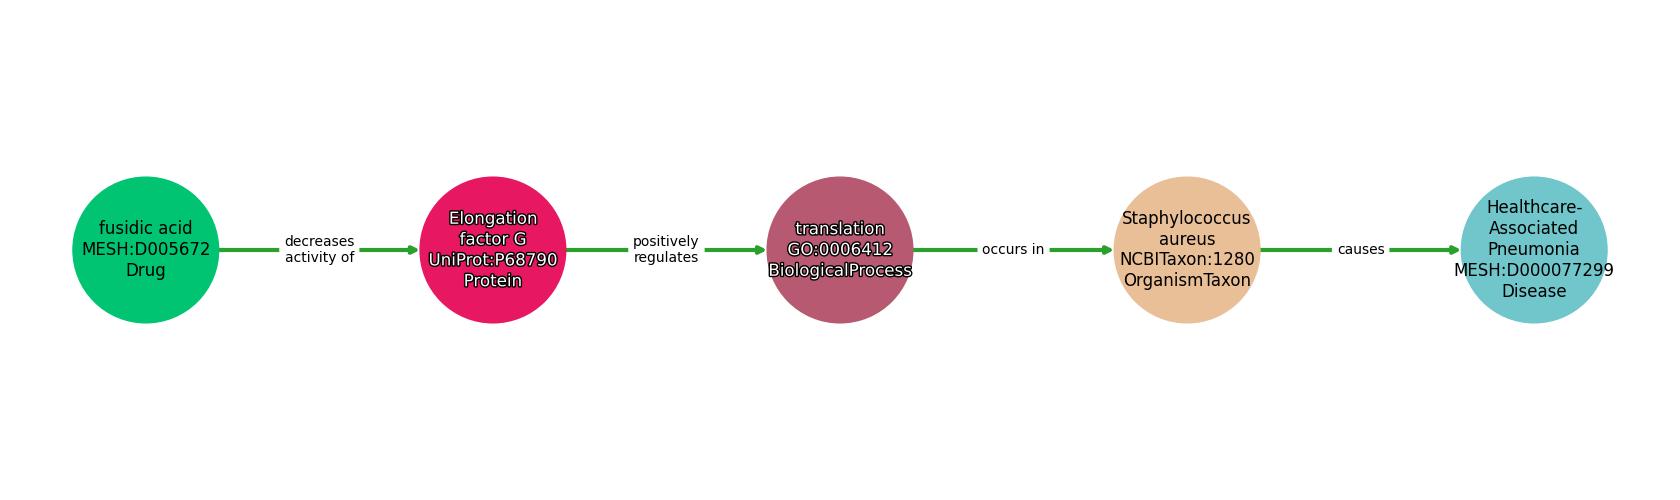 fusidic acid
MESH:D005672
Drug
decreases
activity of
Elongation
factor G
UniProt:P68790
Protein
positively
regulates
translation
GO:0006412
BiologicalProcess
occurs in
Staphylococcus
aureus
NCBITaxon:1280
OrganismTaxon
causes
Healthcare-
Associated
Pneumonia
MESH:D000077299
Disease